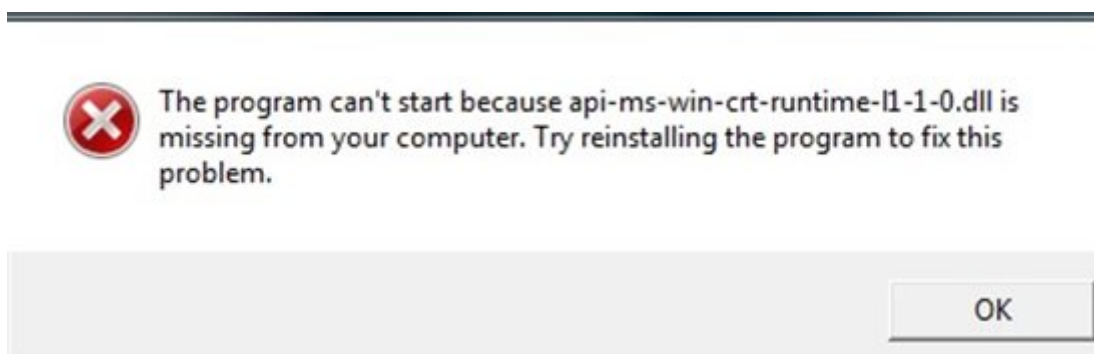 The program can't start because api-ms-win-crt-runtime-l1-1-0.dll is
missing from your computer. Try reinstalling the program to fix this
problem.
OK